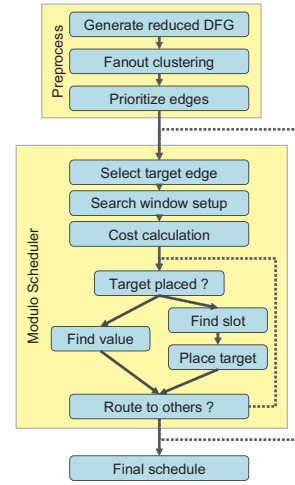 Preprocess
Generate reduced DFG
Fanout clustering
Prioritize edges
Modulo Scheduler
Select target edge
Search window setup
Cost calculation
Target placed ?
Find value
Find slot
Place target
Route to others ?
Final schedule